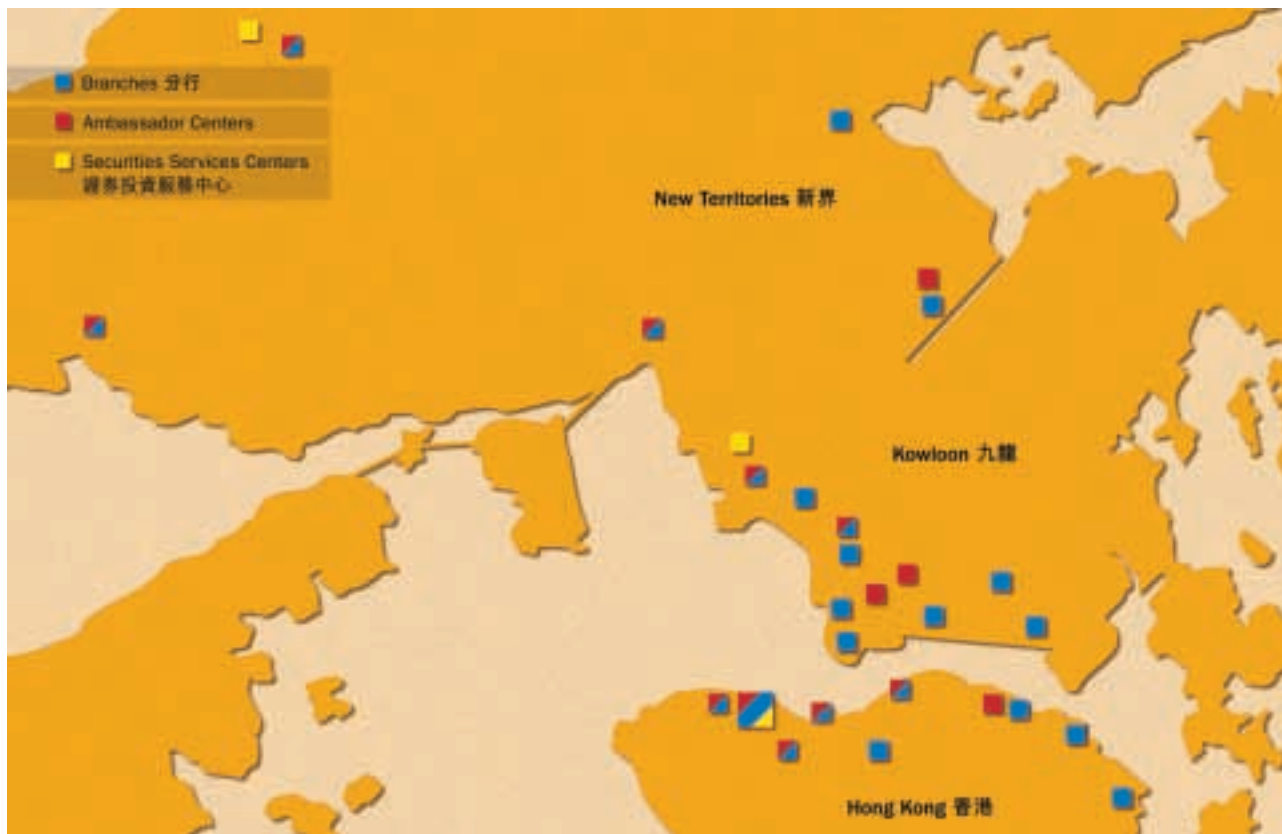 Branches 分行
Ambassador Centers
Securities Services Centers
證券投資服務中心
New Territories 新界
Kowloon 九龍
Hong Kong 香港